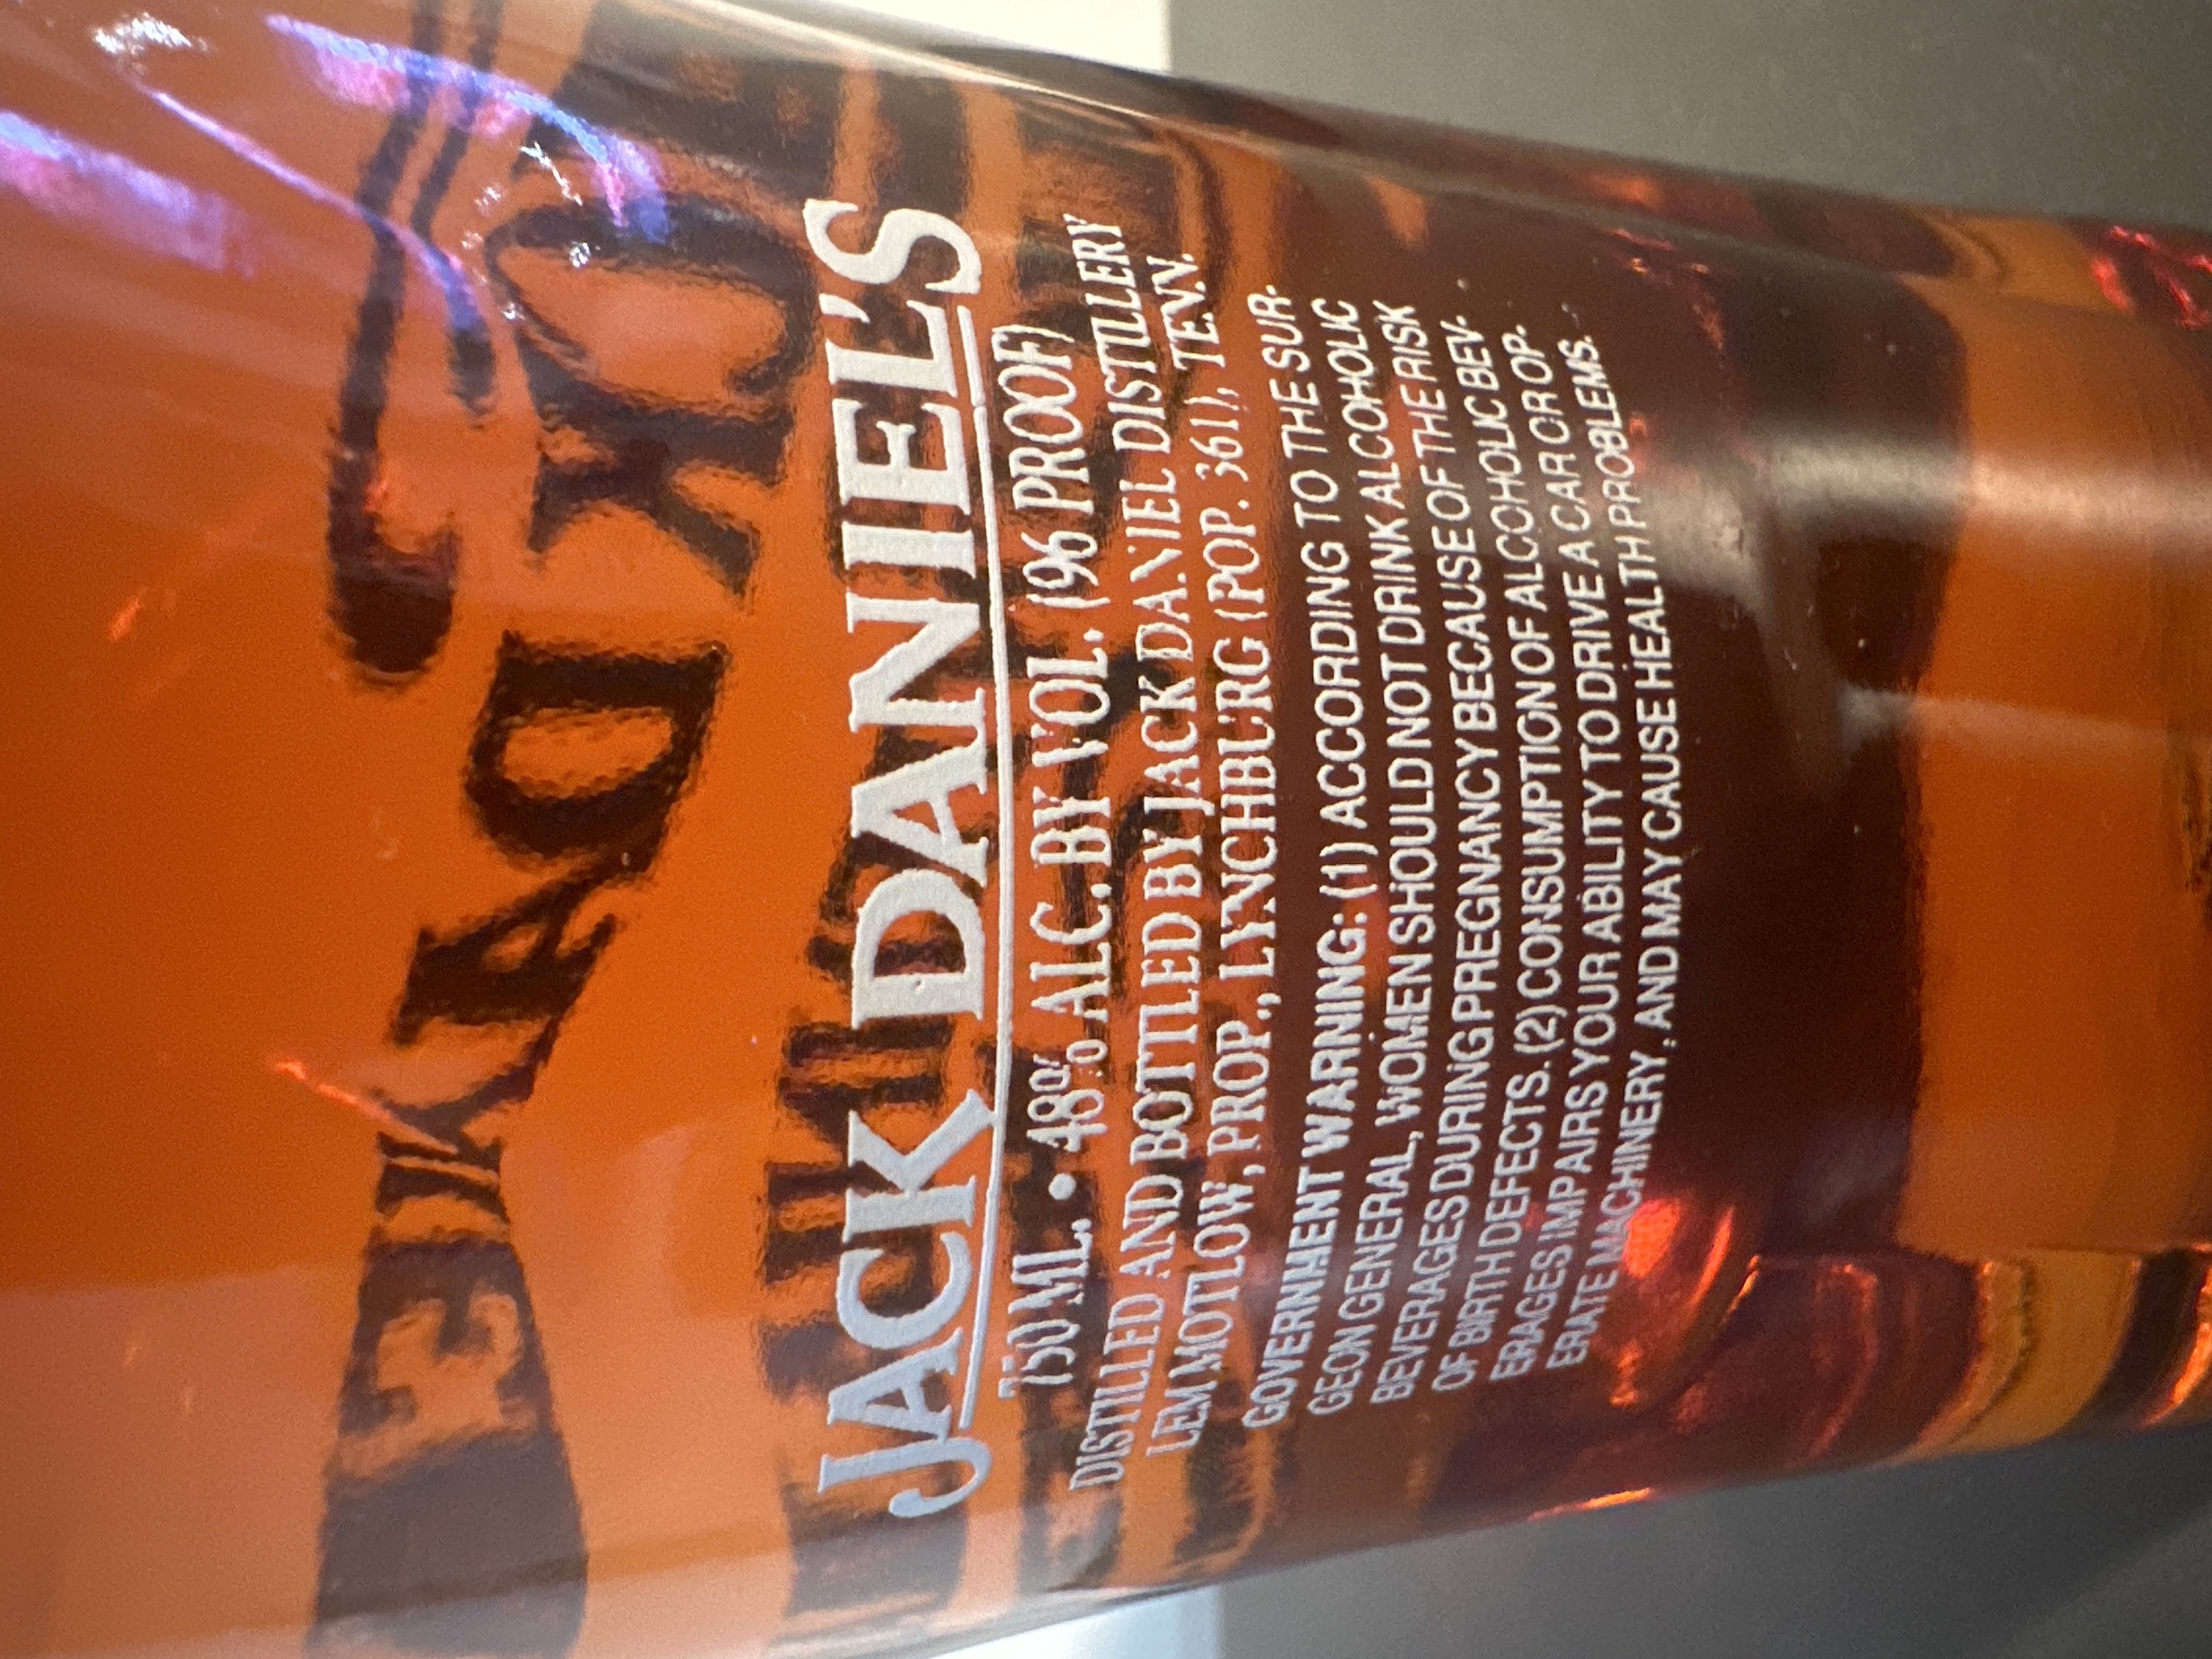 JACK DANIEL'S
750 ML. • 48% ALC. BY VOL. (96 PROOF)
DISTILLED AND BOTTLED BY JACK DANIEL DISTILLERY
LEM MOTLOW, PROP., LYNCHBURG (POP. 361), TENN.
GOVERNMENT WARNING: (1) ACCORDING TO THE SUR-
GEON GENERAL, WOMEN SHOULD NOT DRINK ALCOHOLIC
BEVERAGES DURING PREGNANCY BECAUSE OF THE RISK
OF BIRTH DEFECTS. (2) CONSUMPTION OF ALCOHOLIC BEV-
ERAGES IMPAIRS YOUR ABILITY TO DRIVE A CAR OR OP-
ERATE MACHINERY, AND MAY CAUSE HEALTH PROBLEMS.